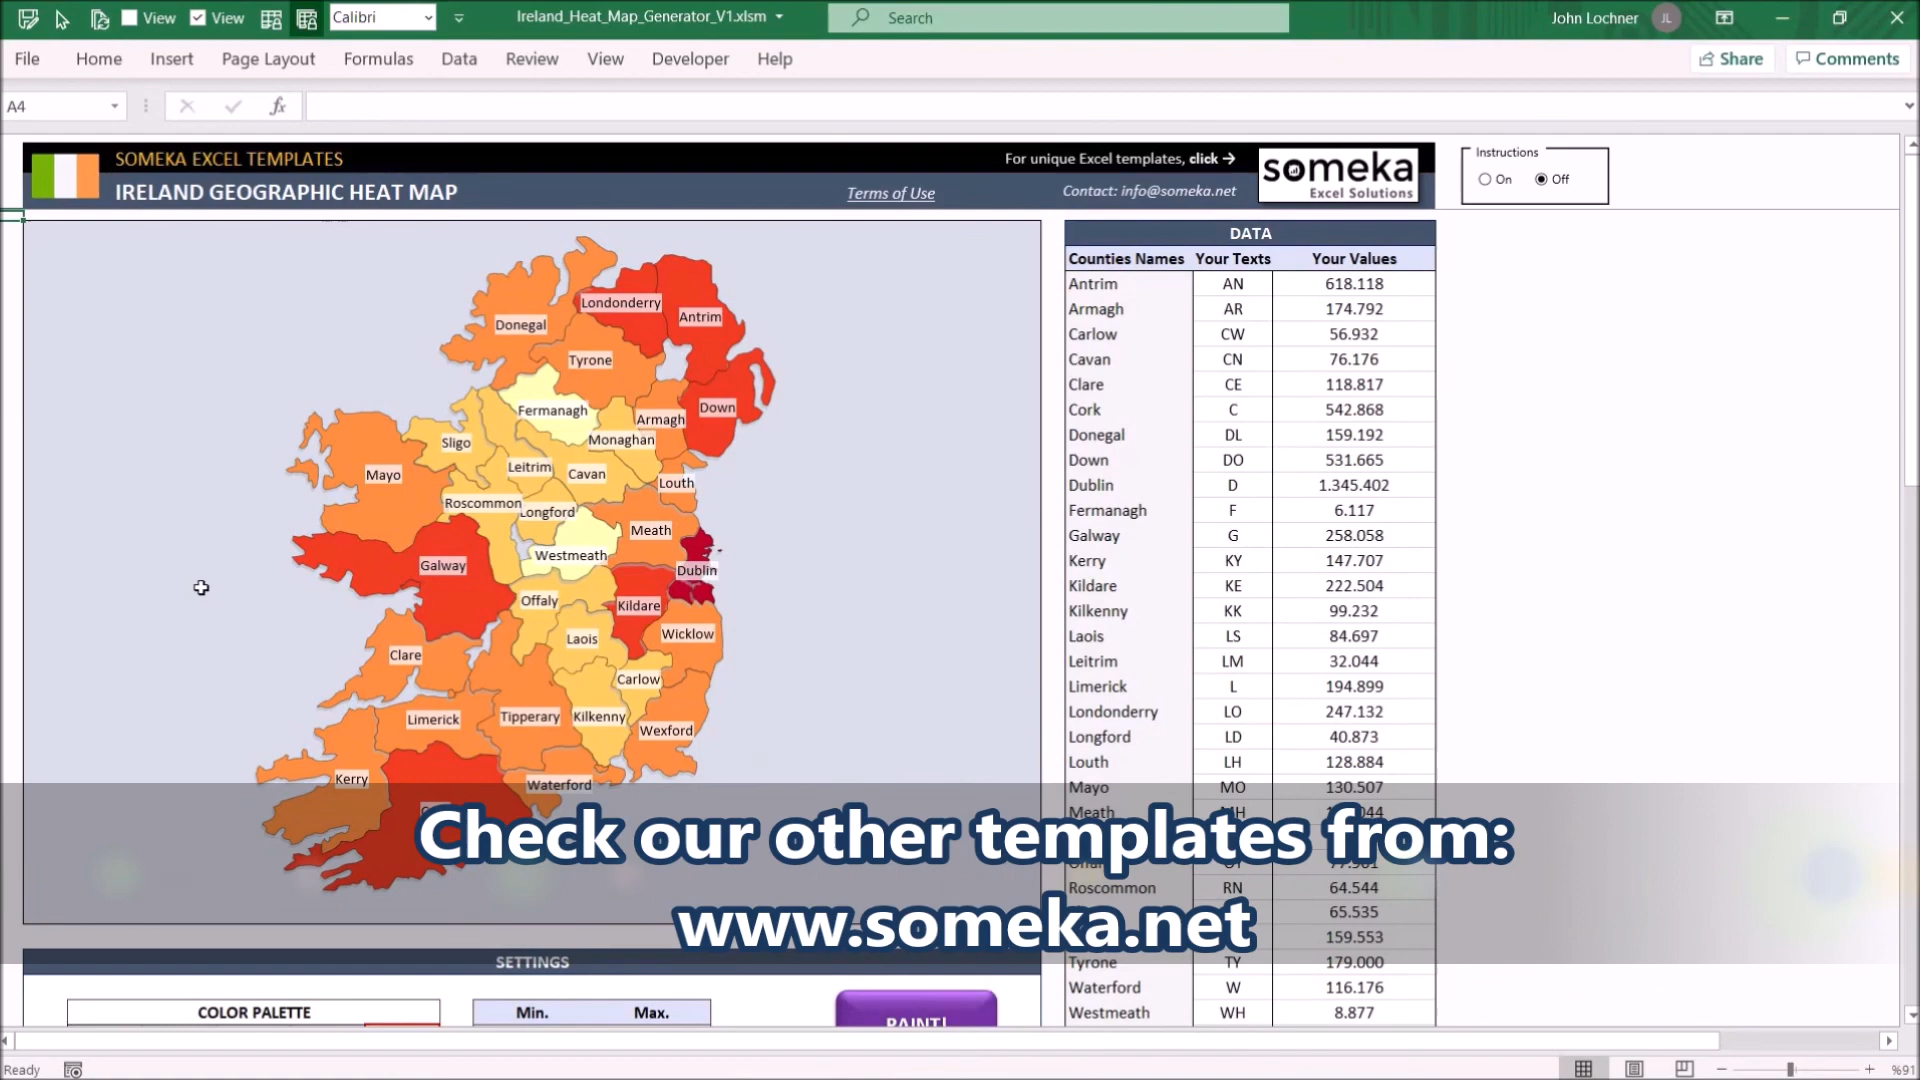 View
View
Calibri
Ireland_Heat_Map_Generator_V1.xlsm
Search
John Lochner
JL
File Home Insert Page Layout Formulas Data Review View Developer Help
Share
Comments
A4
fx
SOMEKA EXCEL TEMPLATES
IRELAND GEOGRAPHIC HEAT MAP
Terms of Use
For unique Excel templates, click →
Contact: info@someka.net
someka
Excel Solutions
Instructions
On Off
Londonderry
Antrim
Donegal
Tyrone
Down
Fermanagh
Armagh
Monaghan
Sligo
Leitrim
Cavan
Mayo
Louth
Roscommon
Longford
Meath
Westmeath
Galway
Dublin
Offaly
Kildare
Wicklow
Laois
Clare
Carlow
Limerick
Tipperary
Kilkenny
Wexford
Kerry
Waterford
DATA
Counties Names Your Texts Your Values
Antrim AN 618.118
Armagh AR 174.792
Carlow CW 56.932
Cavan CN 76.176
Clare CE 118.817
Cork C 542.868
Donegal DL 159.192
Down DO 531.665
Dublin D 1.345.402
Fermanagh F 6.117
Galway G 258.058
Kerry KY 147.707
Kildare KE 222.504
Kilkenny KK 99.232
Laois LS 84.697
Leitrim LM 32.044
Limerick L 194.899
Londonderry LO 247.132
Longford LD 40.873
Louth LH 128.884
Mayo MO 130.507
Meath MH
Roscommon RN 64.544
65.535
159.553
Tyrone TY 179.000
Waterford W 116.176
Westmeath WH 8.877
Check our other templates from:
www.someka.net
SETTINGS
COLOR PALETTE
Min. Max.
PAINT!
Ready
%91